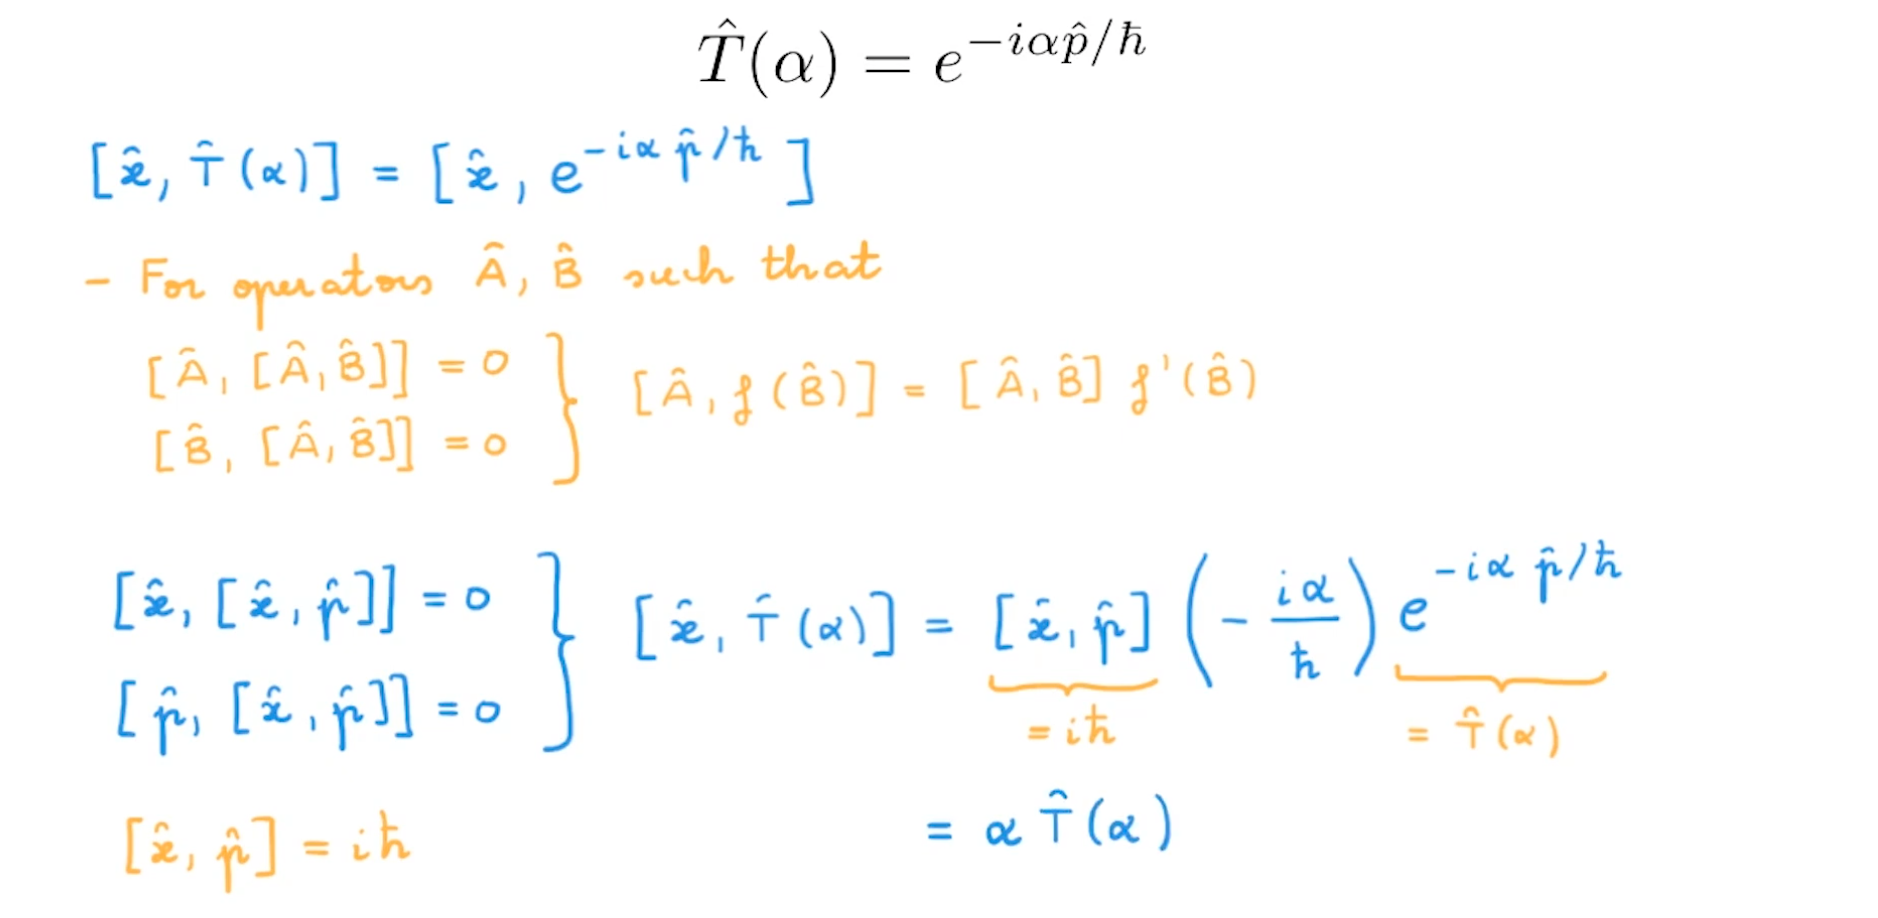 T̂(α) = e^{-iαp̂/ħ}
[x̂, T̂(α)] = [x̂, e^{-iαp̂/ħ}]
- For operators Â, B̂ such that
[Â, [Â, B̂]] = 0
[B̂, [Â, B̂]] = 0
} [Â, f(B̂)] = [Â, B̂] f'(B̂)
[x̂, [x̂, p̂]] = 0
[p̂, [x̂, p̂]] = 0
} [x̂, T̂(α)] = [x̂, p̂] (-iα/ħ) e^{-iαp̂/ħ}
= iħ
= T̂(α)
= α T̂(α)
[x̂, p̂] = iħ